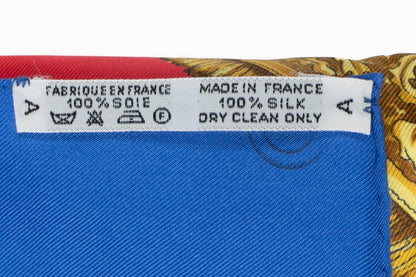 FABRIQUE EN FRANCE
100% SOIE
A
F
MADE IN FRANCE
100% SILK
DRY CLEAN ONLY
A